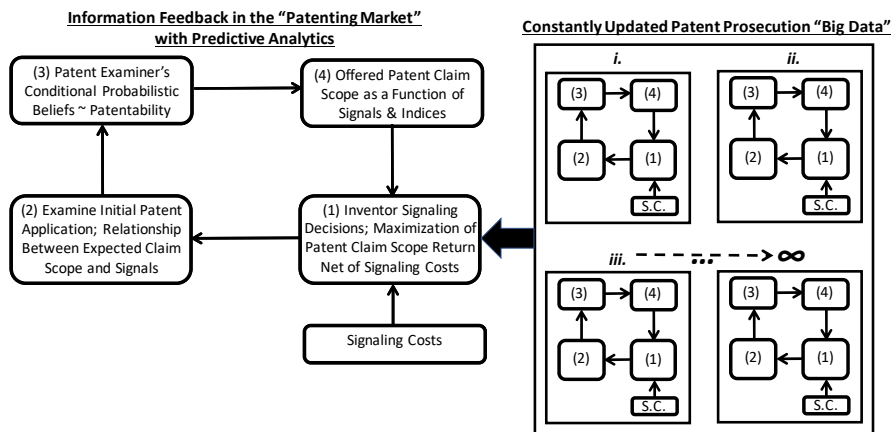 Information Feedback in the “Patenting Market”
with Predictive Analytics
(3) Patent Examiner’s
Conditional Probabilistic
Beliefs ~ Patentability
(4) Offered Patent Claim
Scope as a Function of
Signals & Indices
(2) Examine Initial Patent
Application; Relationship
Between Expected Claim
Scope and Signals
(1) Inventor Signaling
Decisions; Maximization of
Patent Claim Scope Return
Net of Signaling Costs
Signaling Costs
Constantly Updated Patent Prosecution “Big Data”
i.
(3)
(4)
(2)
(1)
S.C.
ii.
(3)
(4)
(2)
(1)
S.C.
iii.
... ∞
(3)
(4)
(2)
(1)
S.C.
(3)
(4)
(2)
(1)
S.C.